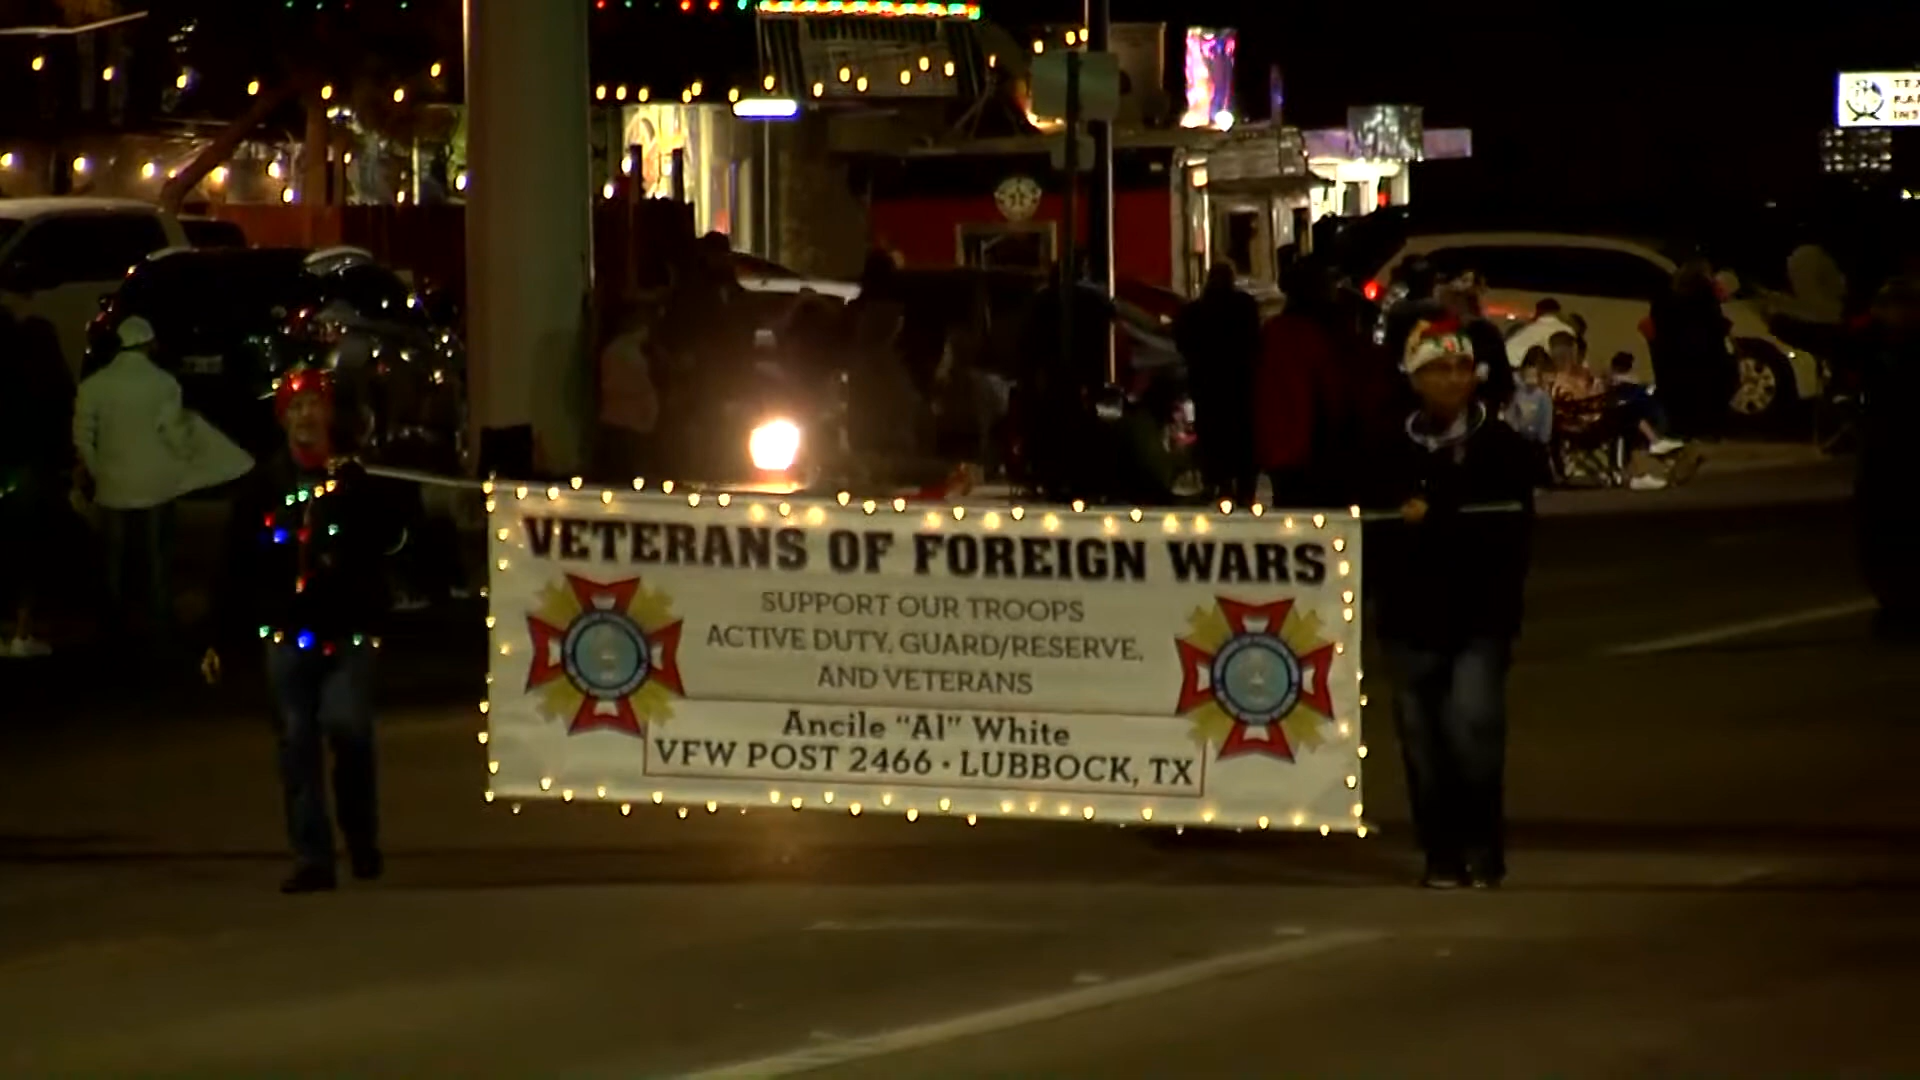 VETERANS OF FOREIGN WARS
SUPPORT OUR TROOPS
ACTIVE DUTY, GUARD/RESERVE,
AND VETERANS
Ancile "Al" White
VFW POST 2466 · LUBBOCK, TX